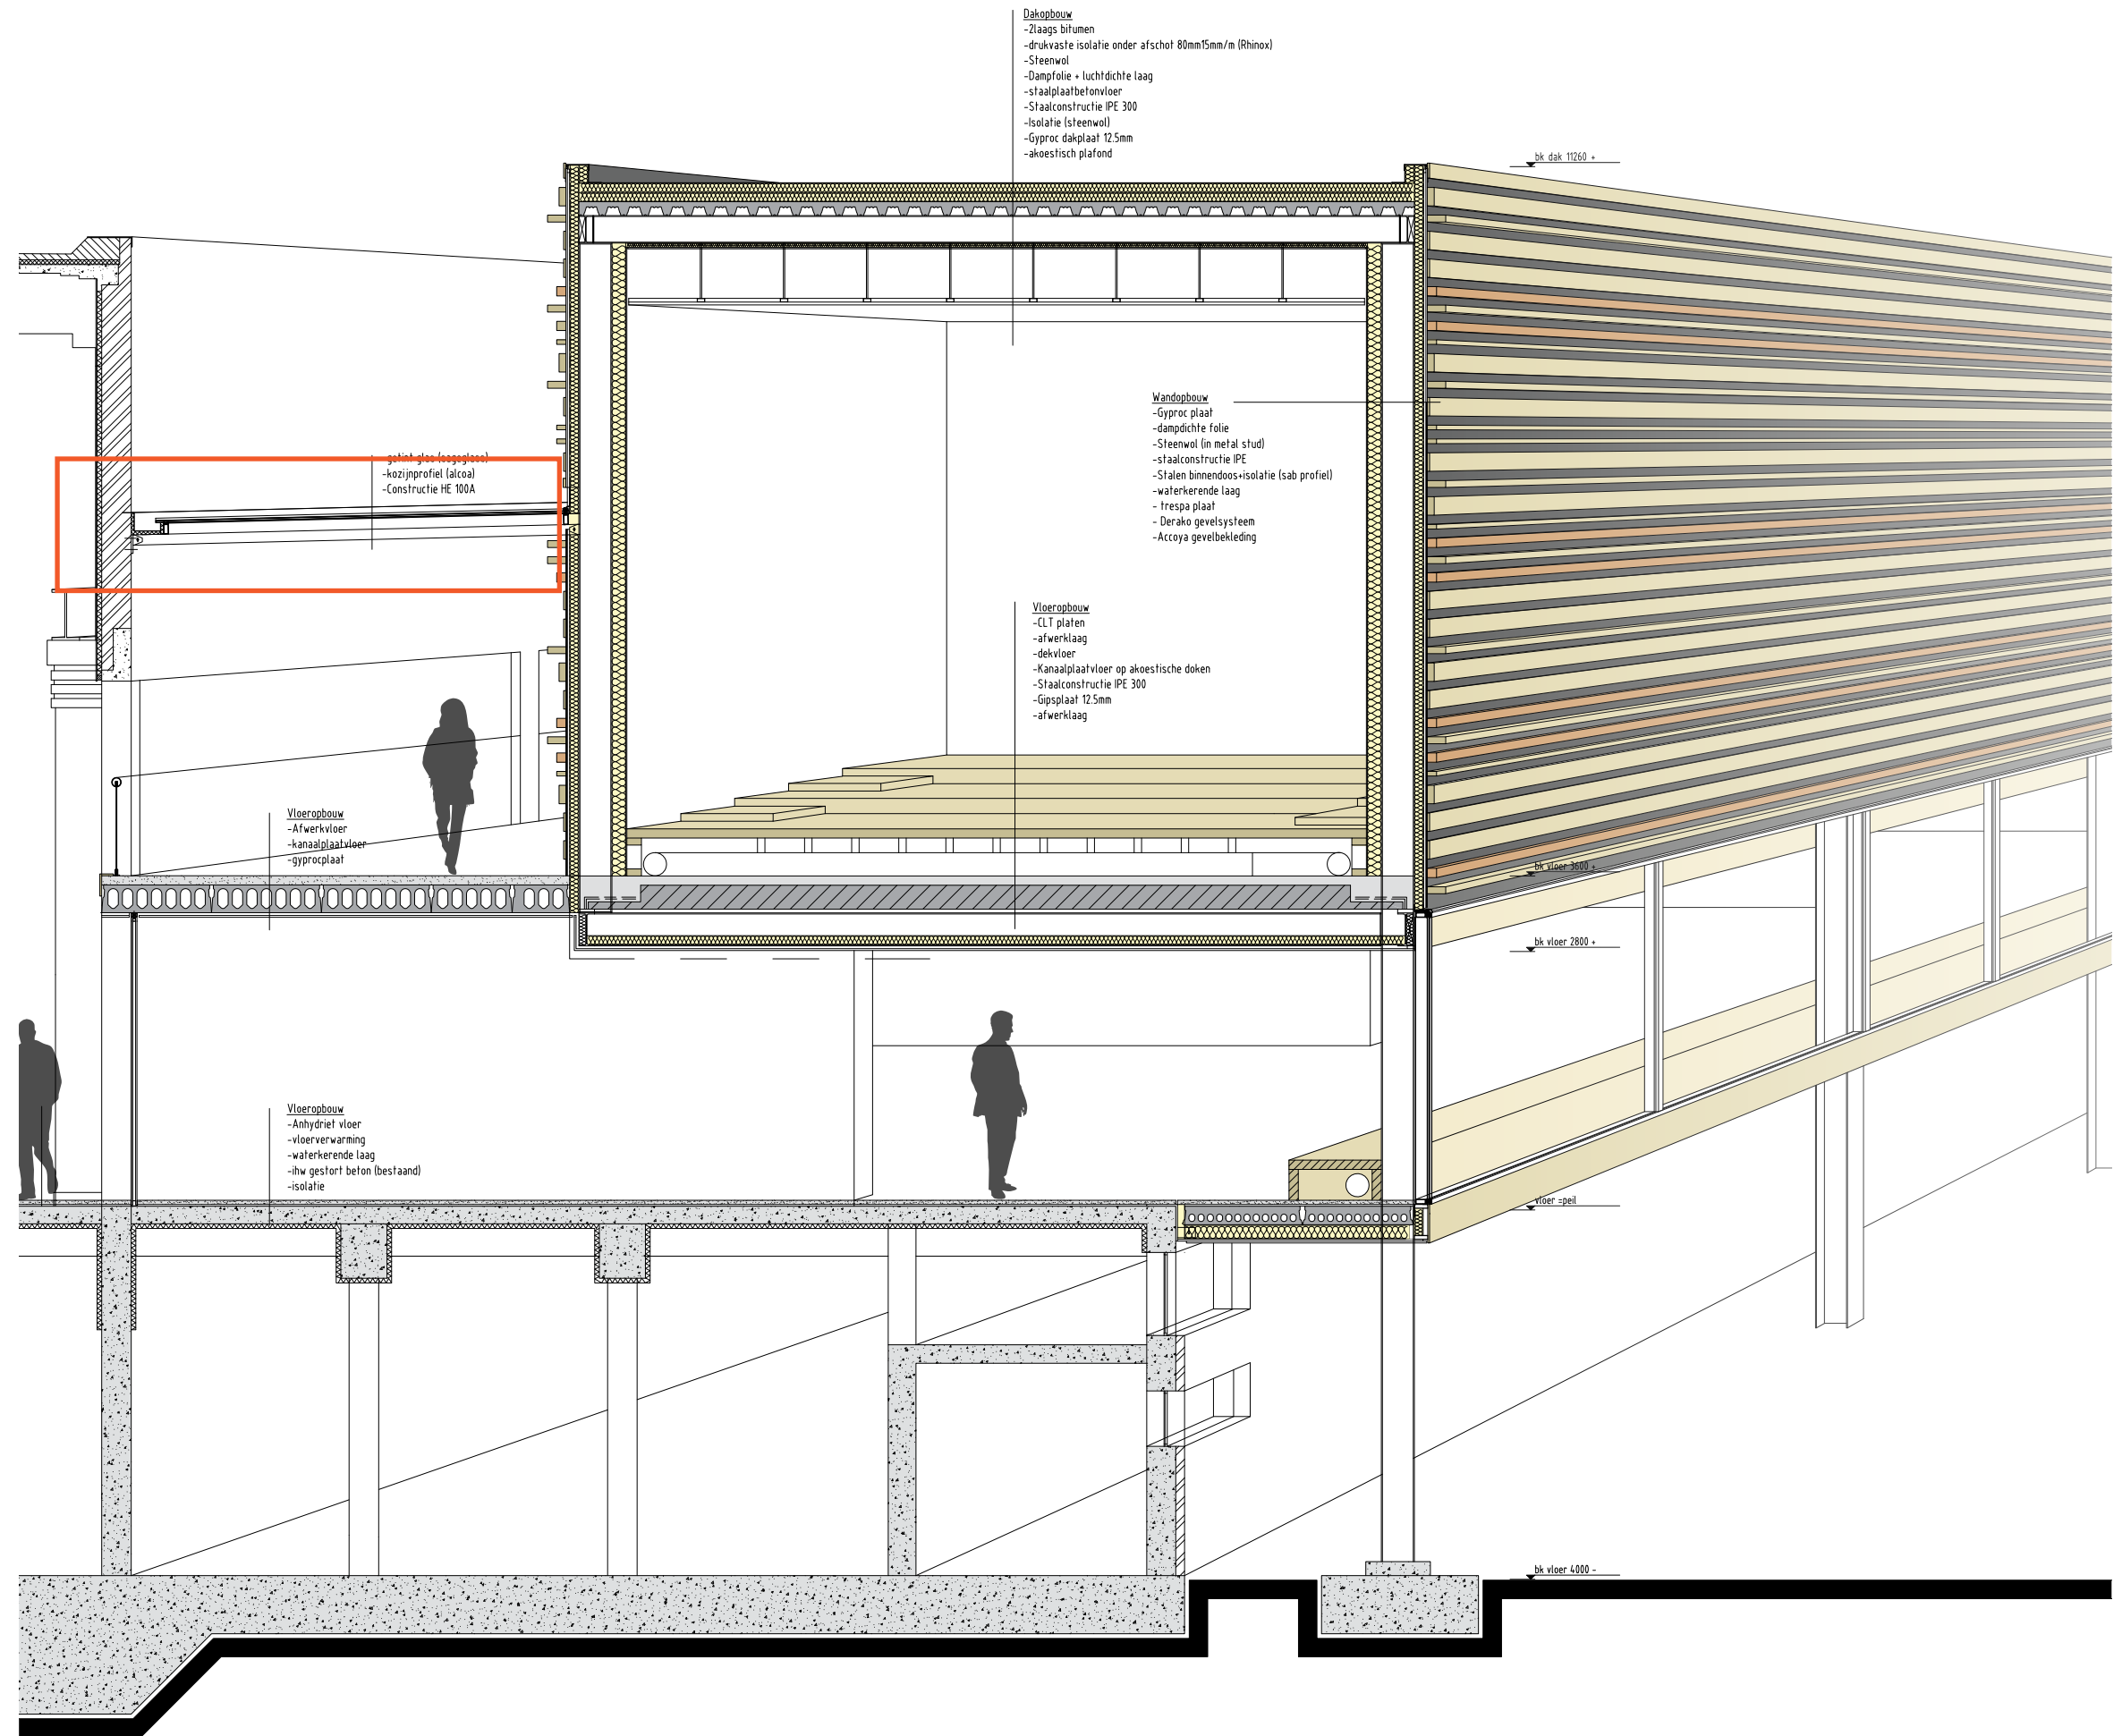 Dakopbouw
-2laags bitumen
-drukvaste isolatie onder afschot 80mm15mm/m (Rhinox)
-Steenwol
-Dampfolie + luchtdichte laag
-staalplaatbetonvloer
-Staalconstructie IPE 300
-Isolatie (steenwol)
-Gyproc dakplaat 12.5mm
-akoestisch plafond
bk dak 11260 +
Wandopbouw
-Gyproc plaat
-dampdichte folie
-Steenwol (in metal stud)
-staalconstructie IPE
-Stalen binnendoos+isolatie (sab profiel)
-waterkerende laag
- trespa plaat
- Derako gevelsysteem
-Accoya gevelbekleding
-getint glas
-kozijnprofiel (alcoa)
-Constructie HE 100A
Vloeropbouw
-CLT platen
-afwerklaag
-dekvloer
-Kanaalplaatvloer op akoestische doken
-Staalconstructie IPE 300
-Gipsplaat 12.5mm
-afwerklaag
Vloeropbouw
-Afwerkvloer
-kanaalplaatvloer
-gyprocplaat
bk vloer 3600 +
bk vloer 2800 +
Vloeropbouw
-Anhydriet vloer
-vloerverwarming
-waterkerende laag
-ihw gestort beton (bestaand)
-isolatie
vloer =peil
bk vloer 4000 -